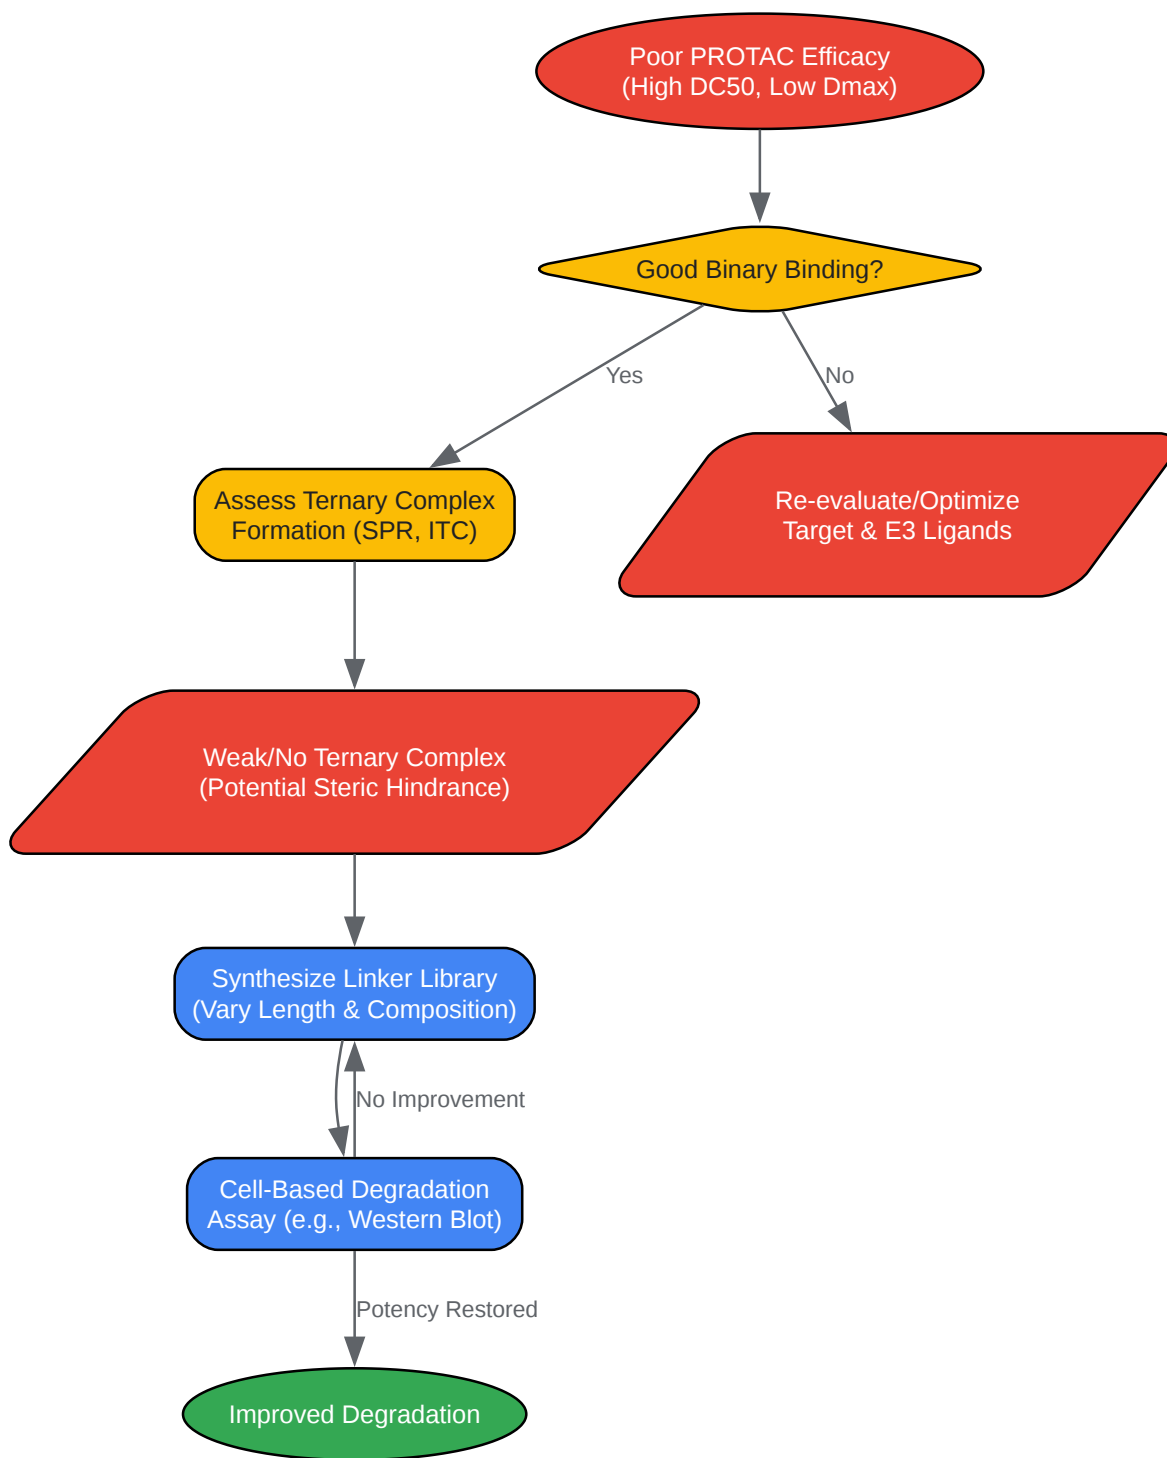 Poor PROTAC Efficacy
(High DC50, Low Dmax)
Good Binary Binding?
Yes
No
Assess Ternary Complex
Formation (SPR, ITC)
Re-evaluate/Optimize
Target & E3 Ligands
Weak/No Ternary Complex
(Potential Steric Hindrance)
Synthesize Linker Library
(Vary Length & Composition)
No Improvement
Cell-Based Degradation
Assay (e.g., Western Blot)
Potency Restored
Improved Degradation